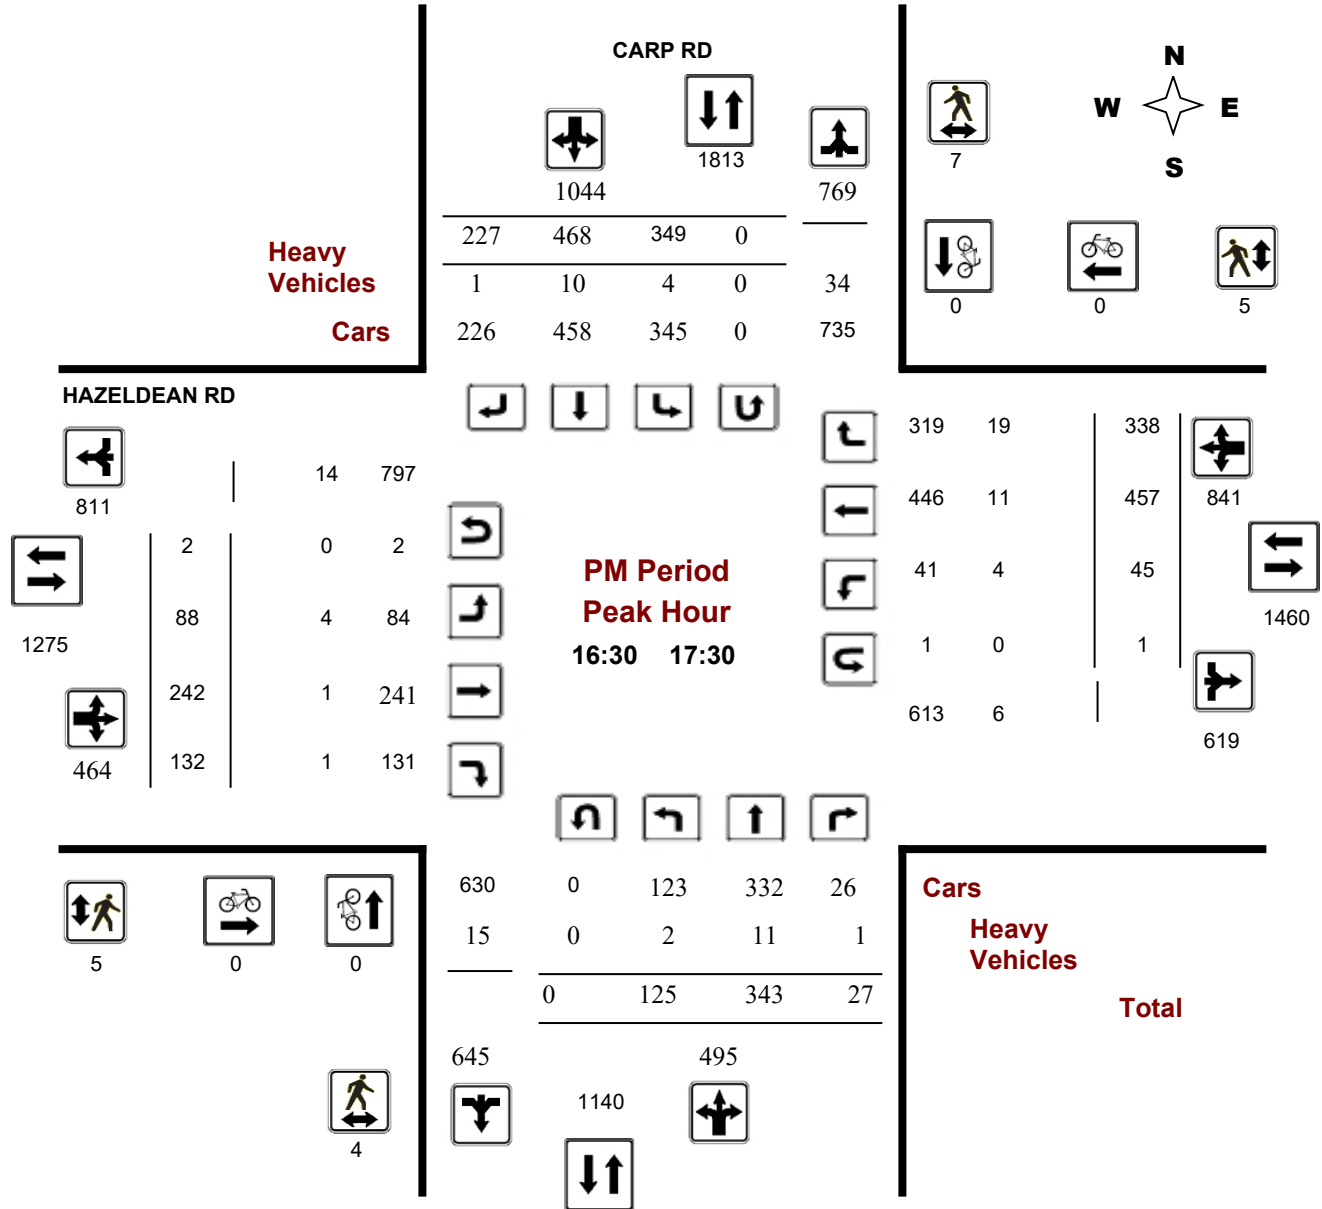 CARP RD
N
W E
S
1813
7
1044 769
227 468 349 0
Heavy
Vehicles 1 10 4 0 34
0 0 5
Cars 226 458 345 0 735
HAZELDEAN RD
319 19 338
14 797
811
446 11 457 841
2 0 2
PM Period
41 4 45
Peak Hour
88 4 84
1275
1460
16:30 17:30
1 0 1
242 1 241
613 6
619
464 132 1 131
630 0 123 332 26 Cars
15 0 2 11 1 Heavy
Vehicles
5 0 0
0 125 343 27 Total
645 495
1140
4